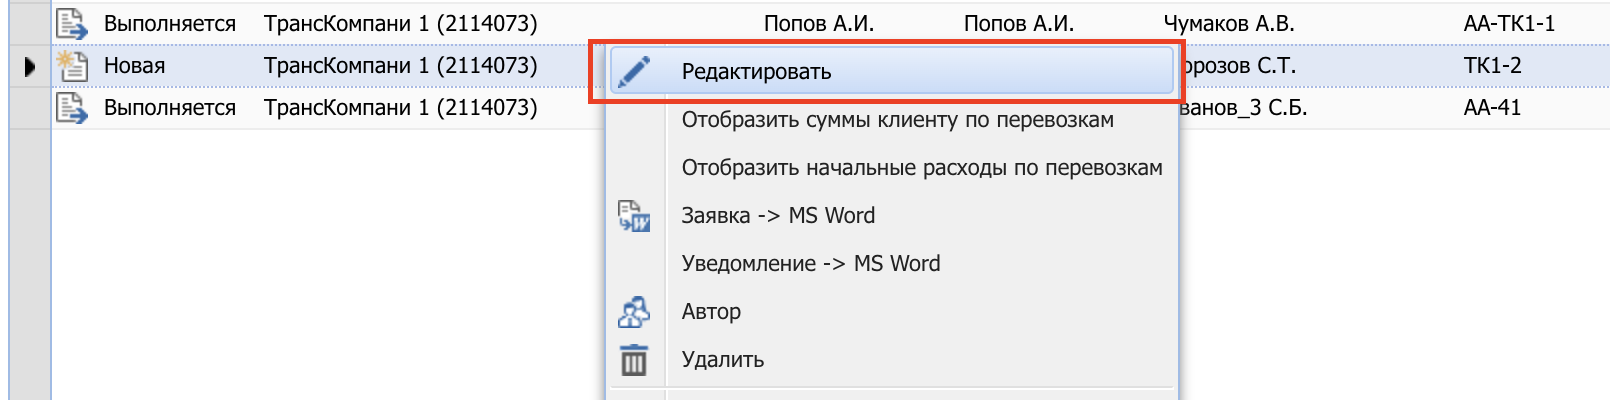 Выполняется ТрансКомпани 1 (2114073) Попов А.И. Попов А.И. Чумаков А.В. АА-ТК1-1
Новая ТрансКомпани 1 (2114073) орозов С.Т. ТК1-2
Выполняется ТрансКомпани 1 (2114073) ванов_3 С.Б. АА-41
Редактировать
Отобразить суммы клиенту по перевозкам
Отобразить начальные расходы по перевозкам
Заявка -> MS Word
Уведомление -> MS Word
Автор
Удалить